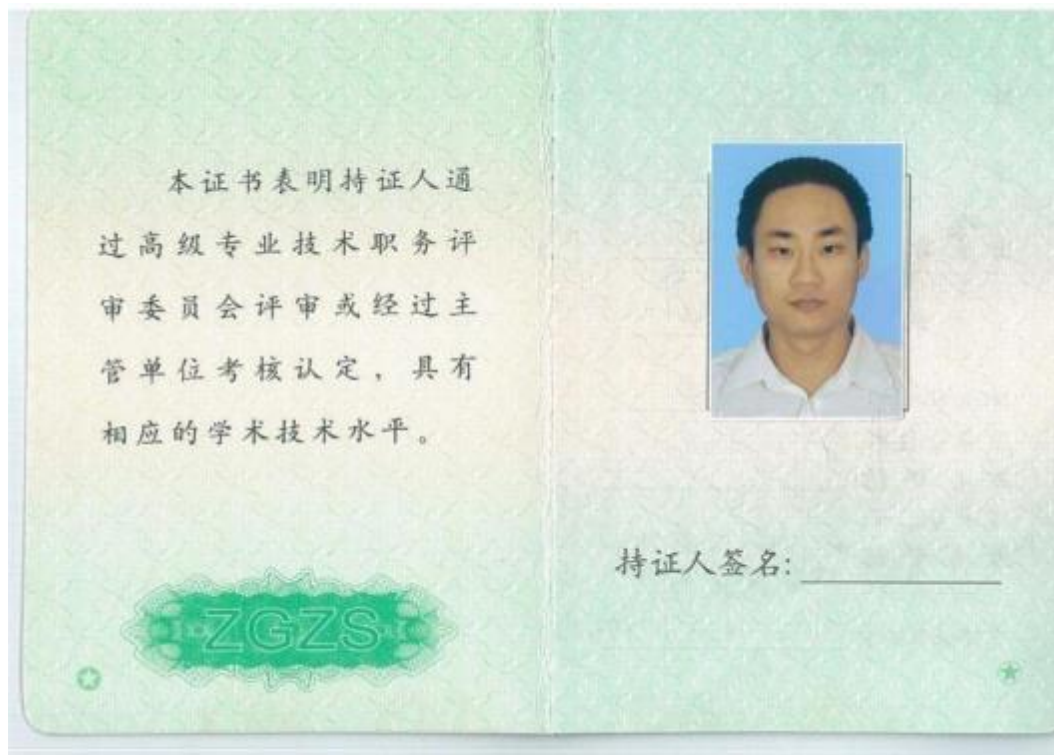 本证书表明持证人通
过高级专业技术职务评
审委员会评审或经过主
管单位考核认定，具有
相应的学术技术水平。
ZGZS
持证人签名: